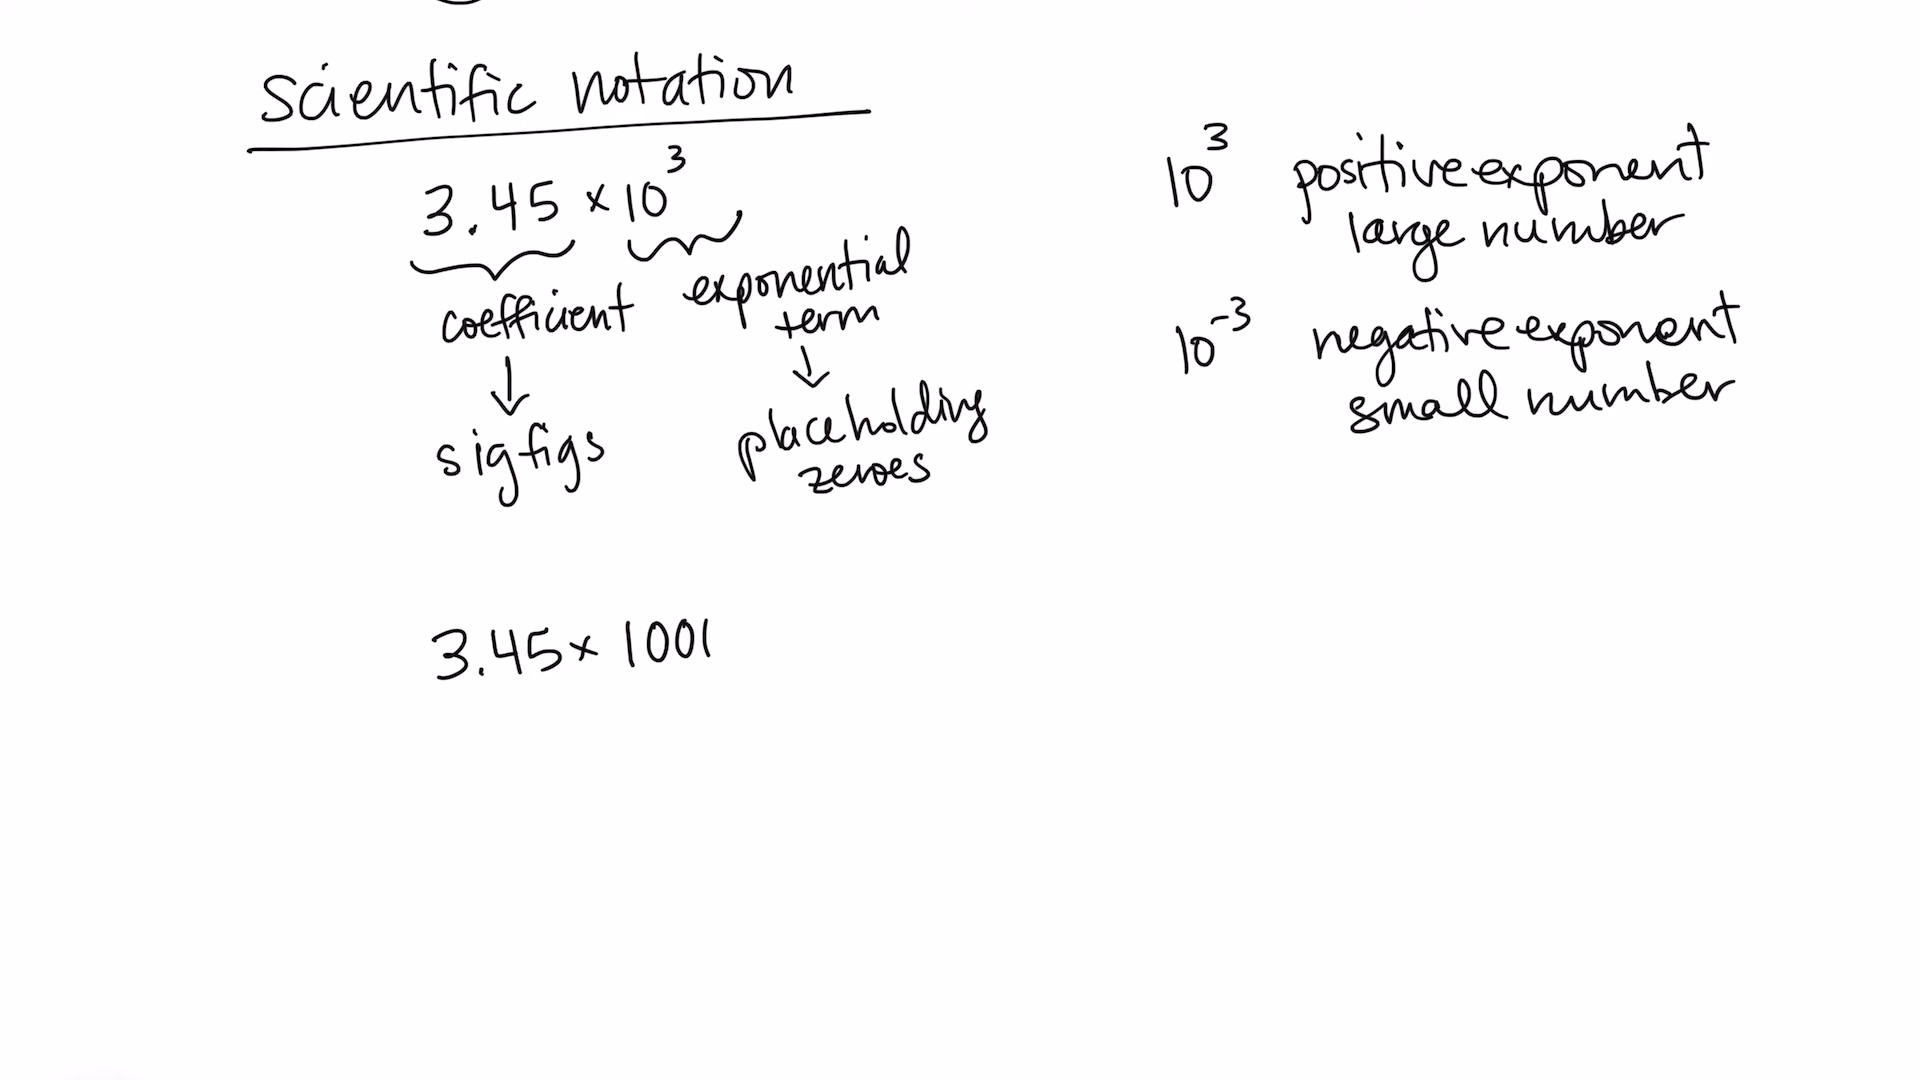 scientific notation
3.45 × 10³
coefficient
exponential
term
↓
↓
sigfigs
placeholding
zeroes
10³ positive exponent
large number
10⁻³ negative exponent
small number
3.45 × 1001